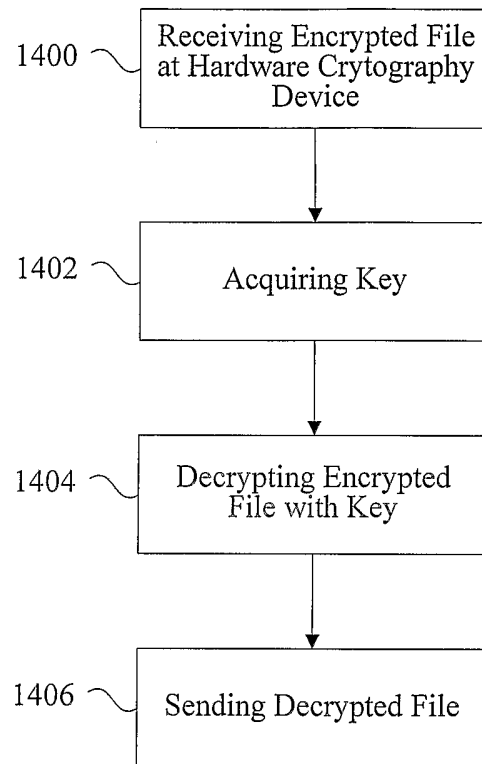 1400
Receiving Encrypted File
at Hardware Crytography
Device
1402
Acquiring Key
1404
Decrypting Encrypted
File with Key
1406
Sending Decrypted File